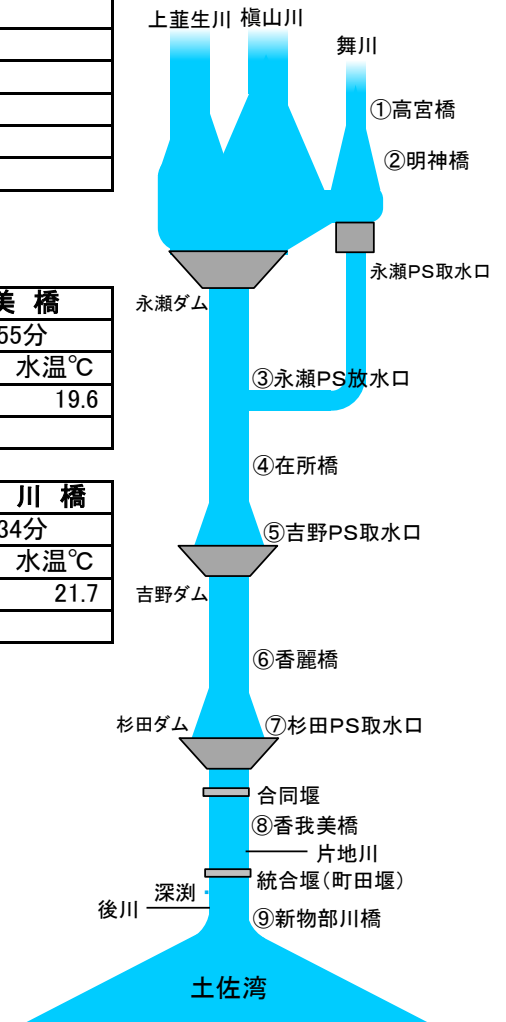 上韮生川 槇山川
舞川
①高宮橋
②明神橋
永瀬PS取水口
永瀬ダム
③永瀬PS放水口
④在所橋
⑤吉野PS取水口
吉野ダム
⑥香麗橋
杉田ダム
⑦杉田PS取水口
合同堰
⑧香我美橋
片地川
統合堰(町田堰)
深渕
後川
⑨新物部川橋
土佐湾
美 橋
55分
水温℃
19.6
川 橋
34分
水温℃
21.7